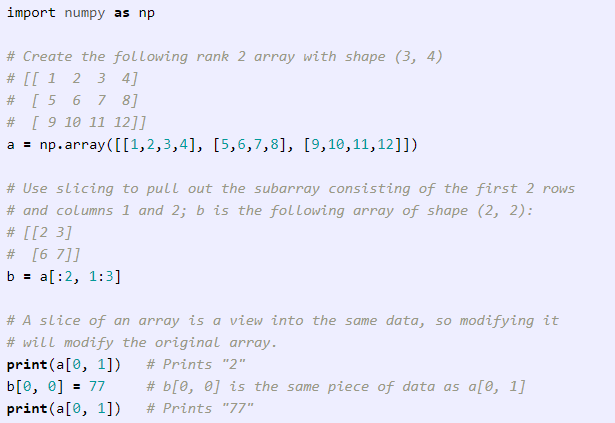 import numpy as np
# Create the following rank 2 array with shape (3, 4)
# [[ 1  2  3  4]
#  [ 5  6  7  8]
#  [ 9 10 11 12]]
a = np.array([[1,2,3,4], [5,6,7,8], [9,10,11,12]])
# Use slicing to pull out the subarray consisting of the first 2 rows
# and columns 1 and 2; b is the following array of shape (2, 2):
# [[2 3]
#  [6 7]]
b = a[:2, 1:3]
# A slice of an array is a view into the same data, so modifying it
# will modify the original array.
print(a[0, 1])   # Prints "2"
b[0, 0] = 77     # b[0, 0] is the same piece of data as a[0, 1]
print(a[0, 1])   # Prints "77"